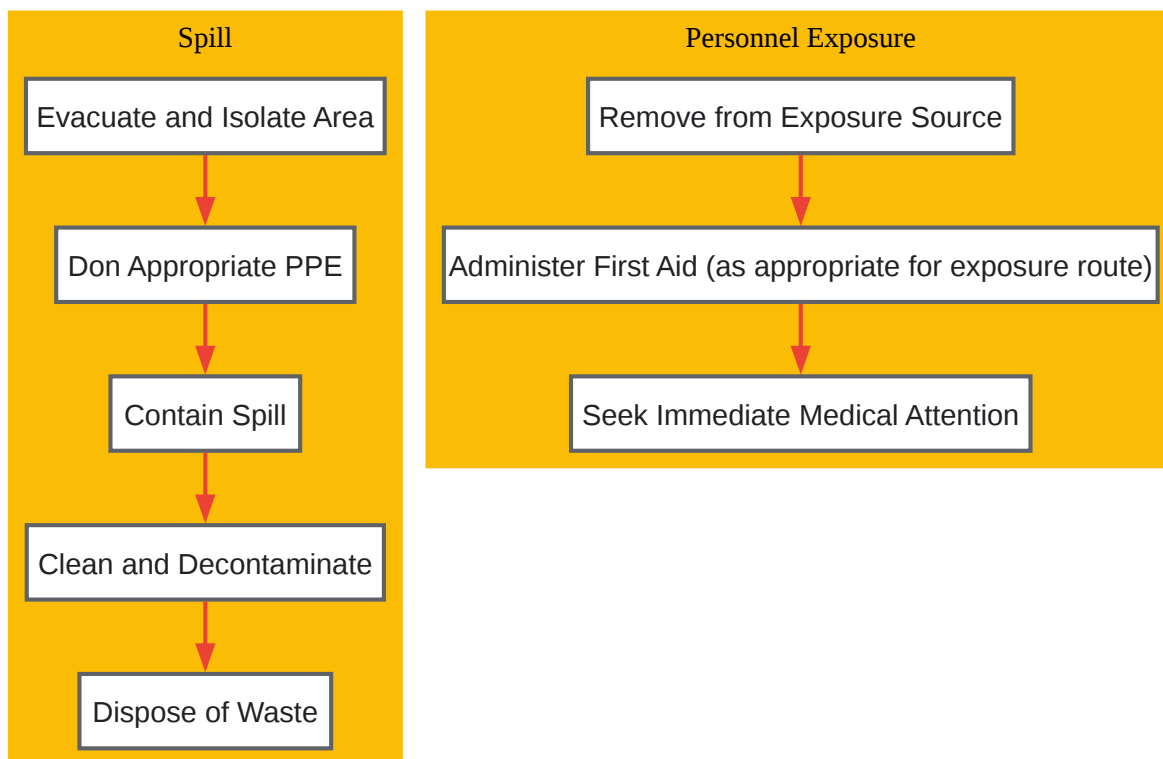 Spill
Evacuate and Isolate Area
Don Appropriate PPE
Contain Spill
Clean and Decontaminate
Dispose of Waste
Personnel Exposure
Remove from Exposure Source
Administer First Aid (as appropriate for exposure route)
Seek Immediate Medical Attention